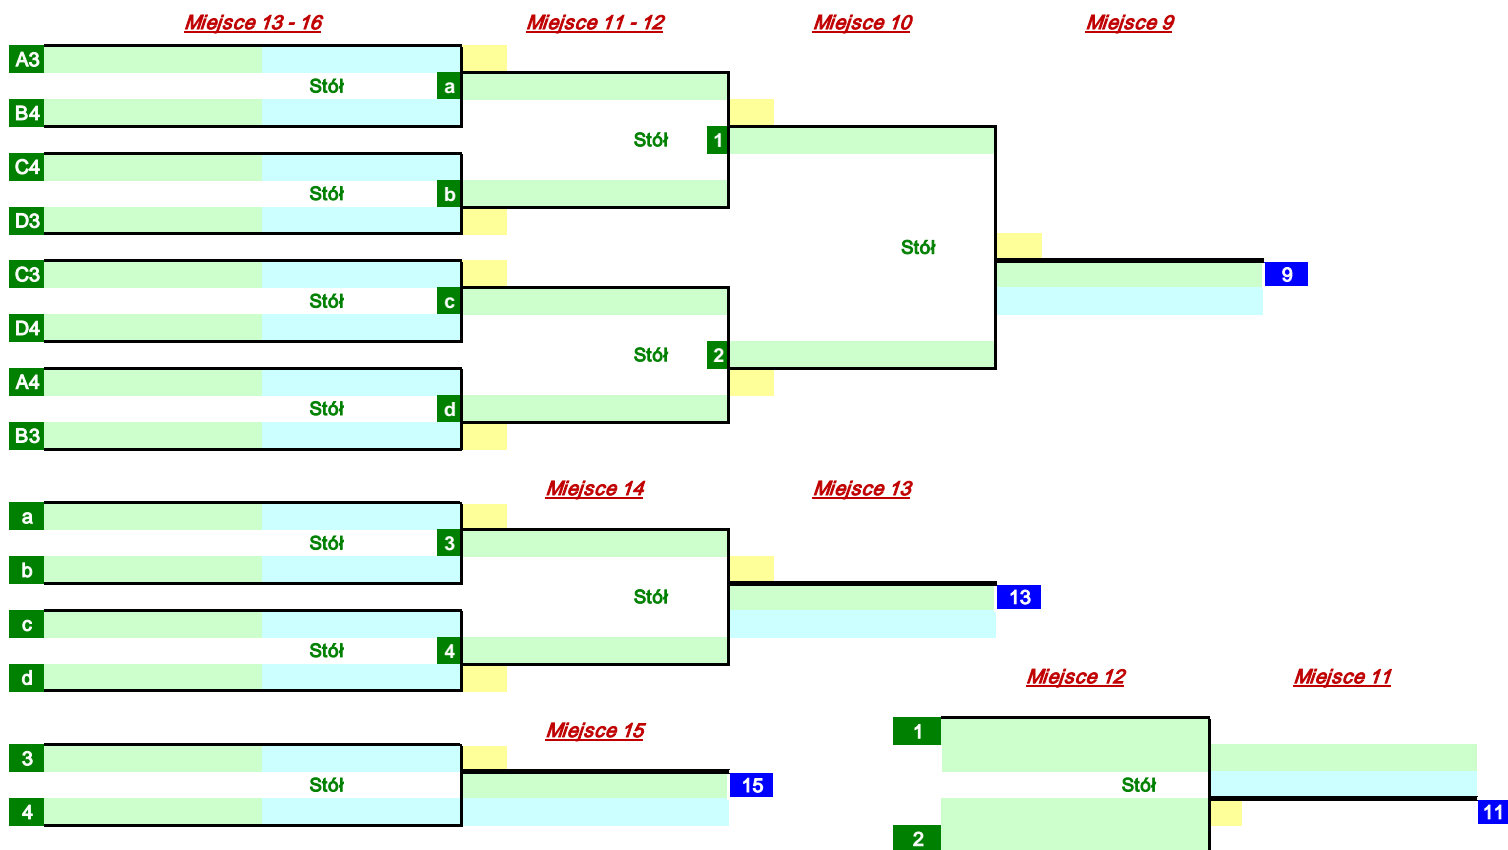 Miejsce 13 - 16 Miejsce 11 - 12 Miejsce 10 Miejsce 9
A3
Stół a
B4
Stół 1
C4
Stół b
D3
Stół
C3
9
Stół c
D4
Stół 2
A4
Stół d
B3
Miejsce 14 Miejsce 13
a
Stół 3
b
Stół 13
c
Stół 4
d
Miejsce 12 Miejsce 11
Miejsce 15
1
3
Stół 15
Stół
4
11
2